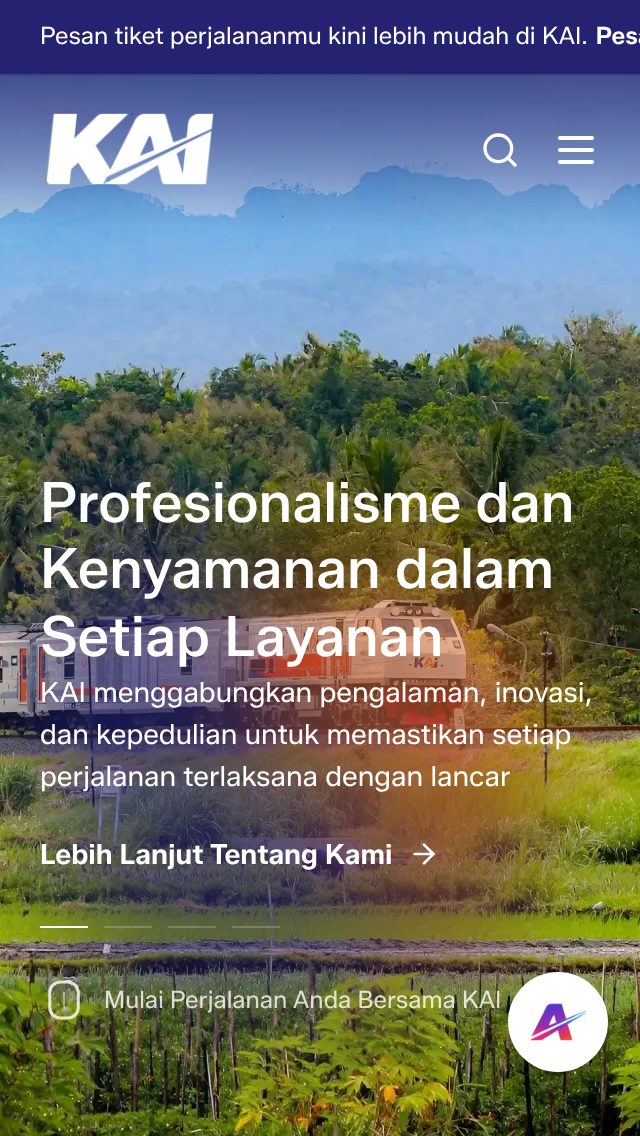 Pesan tiket perjalananmu kini lebih mudah di KAI. Pesa
KAI
Profesionalisme dan
Kenyamanan dalam
Setiap Layanan
KAI
KAI menggabungkan pengalaman, inovasi,
dan kepedulian untuk memastikan setiap
perjalanan terlaksana dengan lancar
Lebih Lanjut Tentang Kami
Mulai Perjalanan Anda Bersama KAI
A